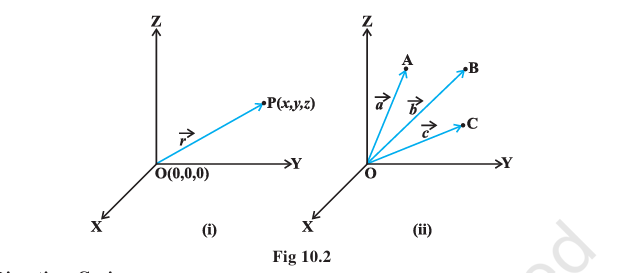 Z
P(x,y,z)
r
Y
O(0,0,0)
X
(i)
Z
A
B
a
b
c
C
Y
O
X
(ii)
Fig 10.2